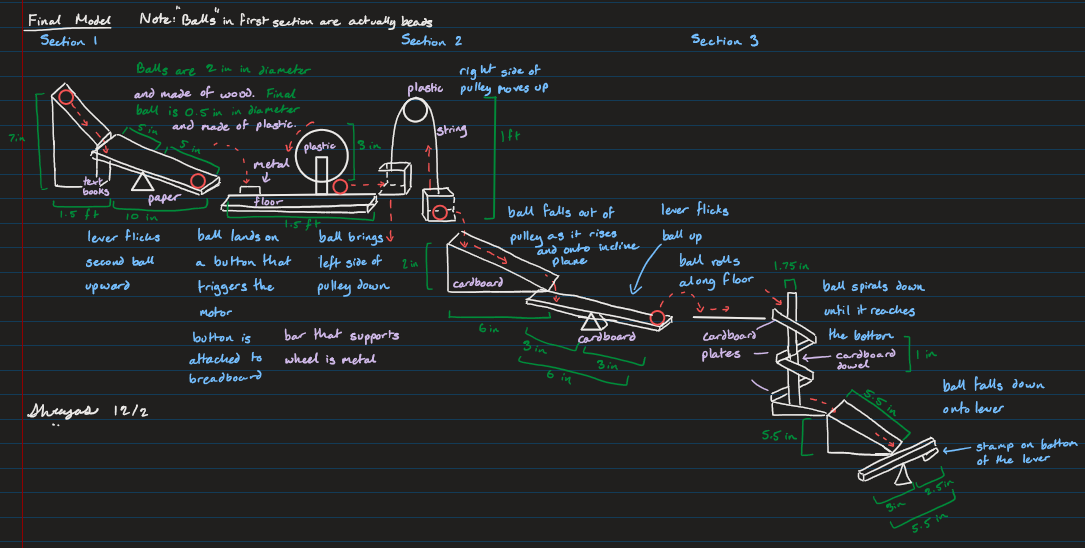 Final Model Note: "Balls" in first section are actually beads
Section 1
Section 2
Section 3
Balls are 2 in in diameter
and made of wood. Final
ball is 0.5 in in diameter
and made of plastic.
7 in
5 in
5 in
text
books
paper
1.5 ft
10 in
metal
plastic
3 in
floor
1.5 ft
lever flicks
second ball
upward
ball lands on
a button that
triggers the
motor
button is
attached to
breadboard
ball brings
left side of
pulley down
bar that supports
wheel is metal
plastic
string
right side of
pulley moves up
1 ft
ball falls out of
pulley as it rises
and onto incline
plane
2 in
cardboard
6 in
lever flicks
ball up
cardboard
3 in
3 in
6 in
ball rolls
along floor
1.75 in
cardboard
plates
cardboard
dowel
1 in
ball spirals down
until it reaches
the bottom
ball falls down
onto lever
5.5 in
5.5 in
stamp on bottom
of the lever
3 in
2.5 in
5.5 in
Shreyas 12/2